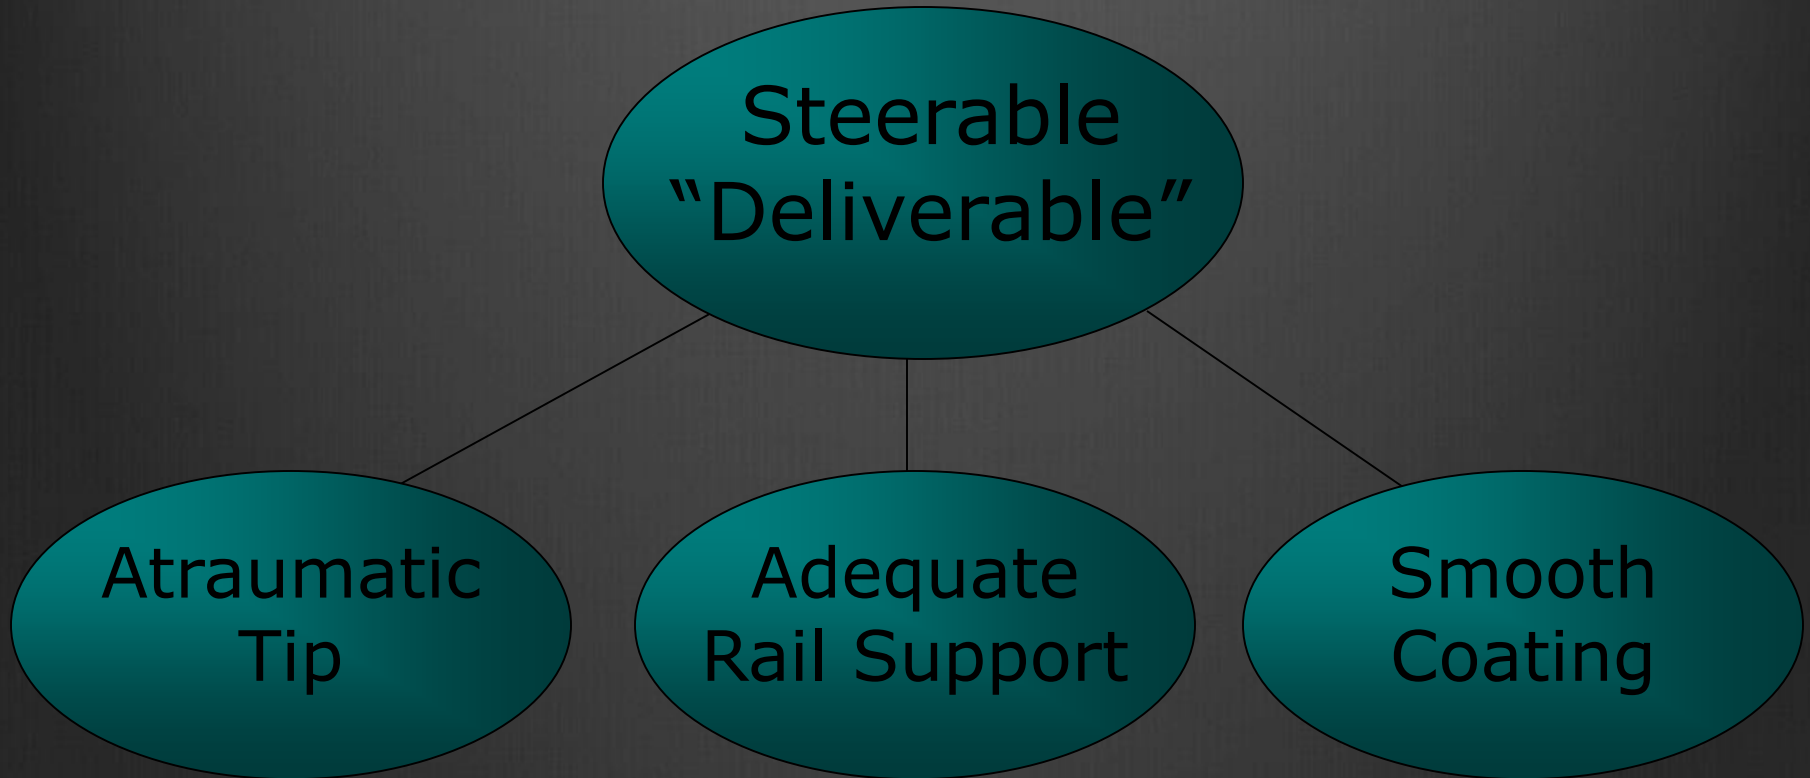 Steerable
“Deliverable”
Atraumatic
Tip
Adequate
Rail Support
Smooth
Coating